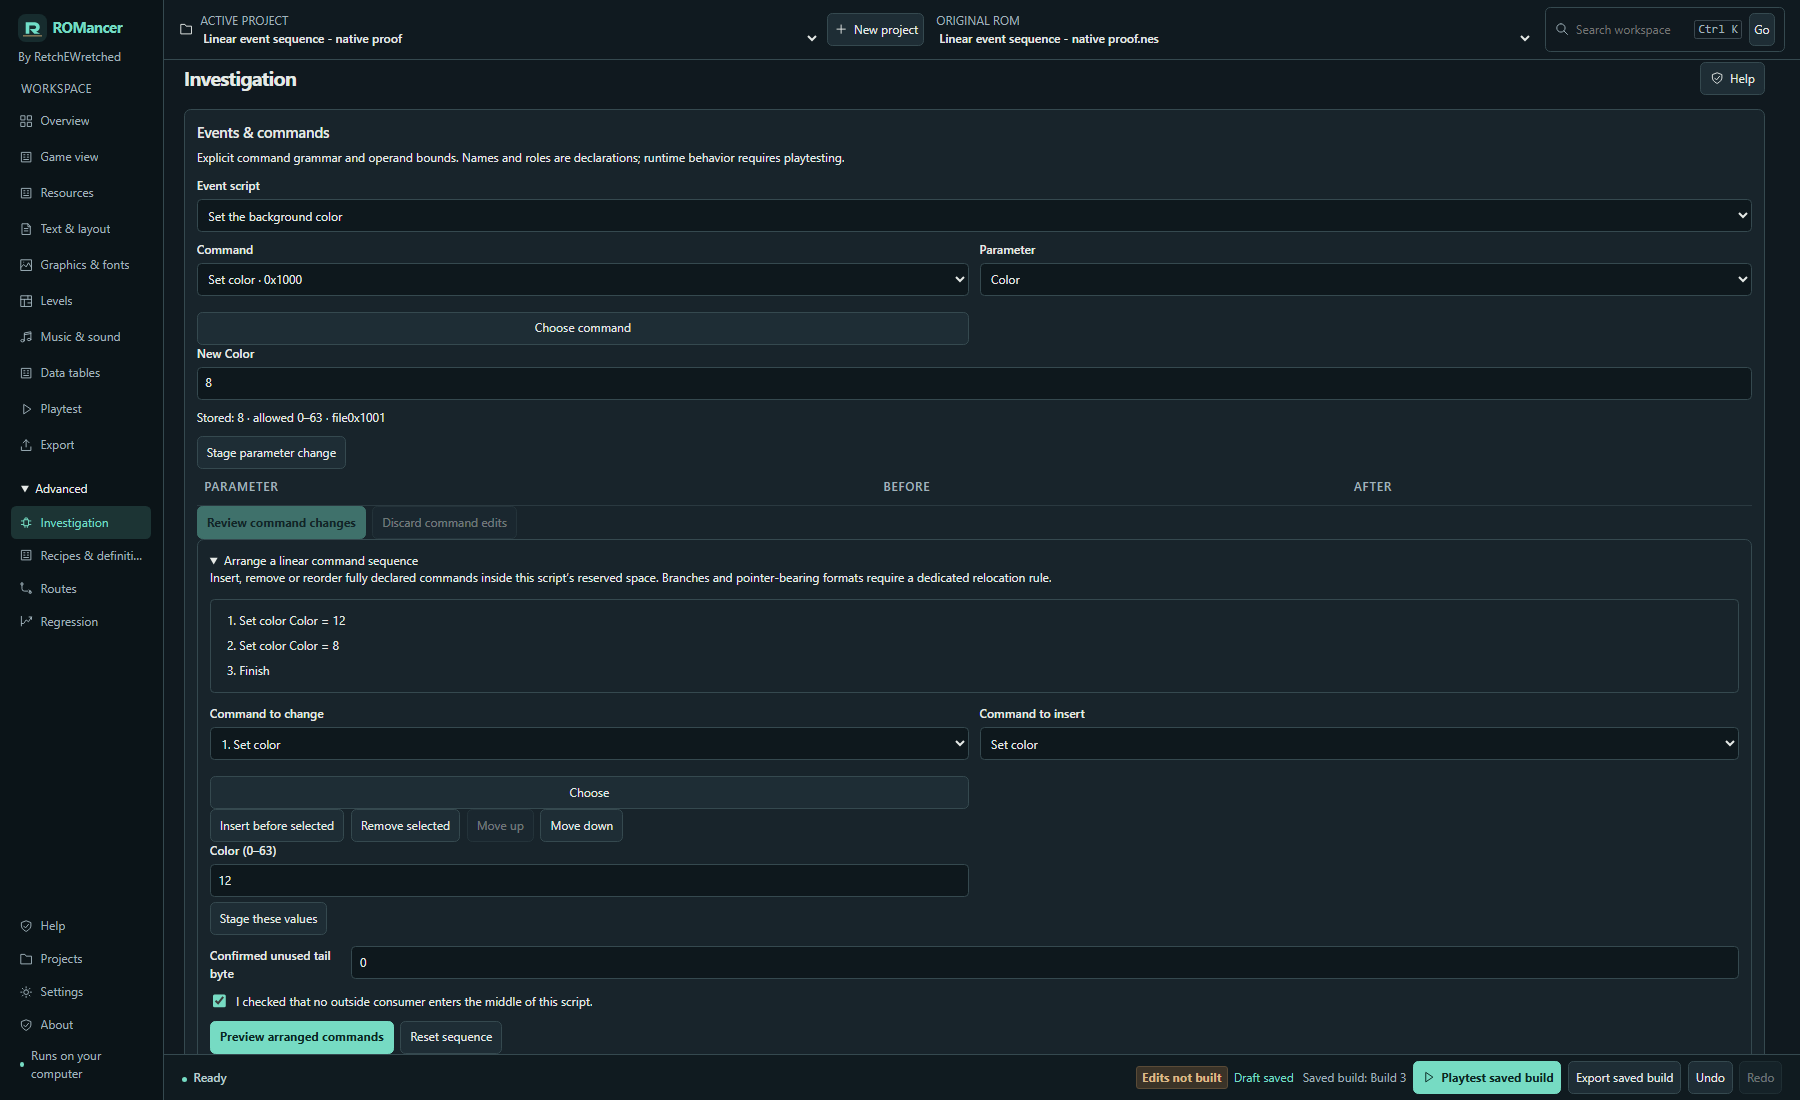 ROMancer
By RetchEWretched
WORKSPACE
Overview
Game view
Resources
Text & layout
Graphics & fonts
Levels
Music & sound
Data tables
Playtest
Export
Advanced
Investigation
Recipes & definiti...
Routes
Regression
Help
Projects
Settings
About
Runs on your
computer
ACTIVE PROJECT
Linear event sequence - native proof
New project
ORIGINAL ROM
Linear event sequence - native proof.nes
Search workspace
Ctrl K
Go
Investigation
Help
Events & commands
Explicit command grammar and operand bounds. Names and roles are declarations; runtime behavior requires playtesting.
Event script
Set the background color
Command
Parameter
Set color · 0x1000
Color
Choose command
New Color
8
Stored: 8 · allowed 0–63 · file0x1001
Stage parameter change
PARAMETER BEFORE AFTER
Review command changes
Discard command edits
Arrange a linear command sequence
Insert, remove or reorder fully declared commands inside this script's reserved space. Branches and pointer-bearing formats require a dedicated relocation rule.
1. Set color Color = 12
2. Set color Color = 8
3. Finish
Command to change
Command to insert
1. Set color
Set color
Choose
Insert before selected
Remove selected
Move up
Move down
Color (0–63)
12
Stage these values
Confirmed unused tail
byte
0
I checked that no outside consumer enters the middle of this script.
Preview arranged commands
Reset sequence
Ready
Edits not built
Draft saved
Saved build: Build 3
Playtest saved build
Export saved build
Undo
Redo